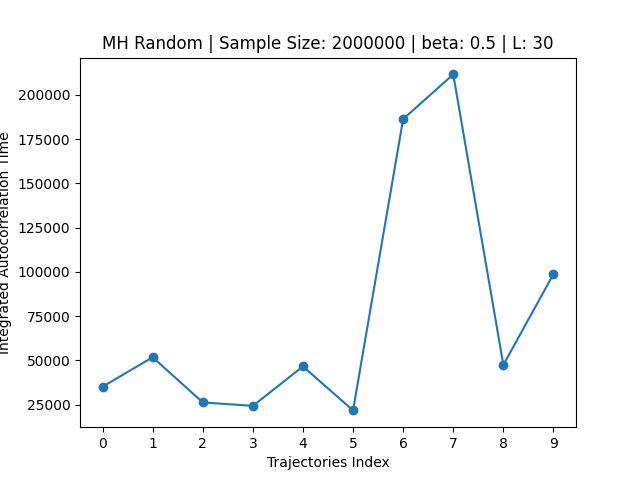 MH Random | Sample Size: 2000000 | beta: 0.5 | L: 30
Integrated Autocorrelation Time
200000
175000
150000
125000
100000
75000
50000
25000
0 1 2 3 4 5 6 7 8 9
Trajectories Index